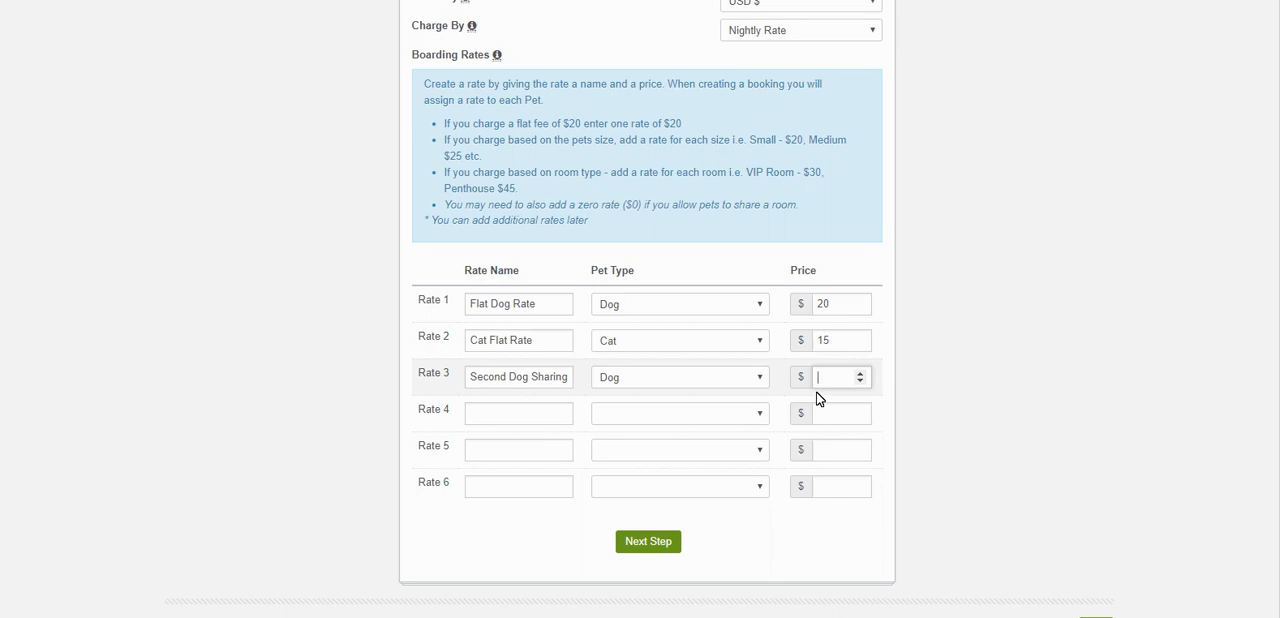 USD $
Charge By
Nightly Rate
Boarding Rates
Create a rate by giving the rate a name and a price. When creating a booking you will
assign a rate to each Pet.
• If you charge a flat fee of $20 enter one rate of $20
• If you charge based on the pets size, add a rate for each size i.e. Small - $20, Medium
$25 etc.
• If you charge based on room type - add a rate for each room i.e. VIP Room - $30,
Penthouse $45.
• You may need to also add a zero rate ($0) if you allow pets to share a room.
* You can add additional rates later
Rate Name Pet Type Price
Rate 1 Flat Dog Rate Dog $ 20
Rate 2 Cat Flat Rate Cat $ 15
Rate 3 Second Dog Sharing Dog $
Rate 4 $
Rate 5 $
Rate 6 $
Next Step